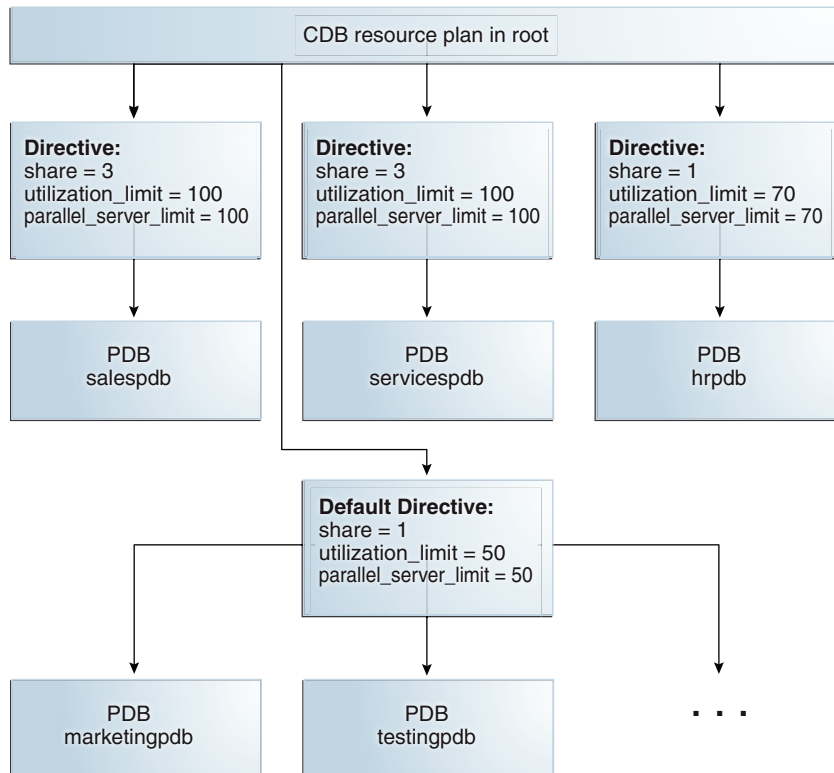 CDB resource plan in root
Directive:
share = 3
utilization_limit = 100
parallel_server_limit = 100
Directive:
share = 3
utilization_limit = 100
parallel_server_limit = 100
Directive:
share = 1
utilization_limit = 70
parallel_server_limit = 70
PDB
salespdb
PDB
servicespdb
PDB
hrpdb
Default Directive:
share = 1
utilization_limit = 50
parallel_server_limit = 50
PDB
marketingpdb
PDB
testingpdb
. . .